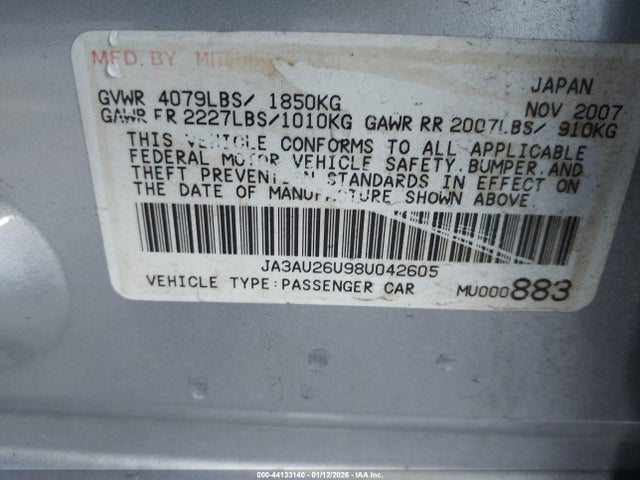 MFD. BY
JAPAN
GVWR 4079LBS/ 1850KG NOV 2007
GAWR FR 2227LBS/1010KG GAWR RR 2007LBS/ 910KG
THIS VEHICLE CONFORMS TO ALL APPLICABLE
FEDERAL MOTOR VEHICLE SAFETY, BUMPER, AND
THEFT PREVENTION STANDARDS IN EFFECT ON
THE DATE OF MANUFACTURE SHOWN ABOVE.
JA3AU26U98U042605
VEHICLE TYPE:PASSENGER CAR MU000883
000-44133140 - 01/12/2026 - IAA Inc.